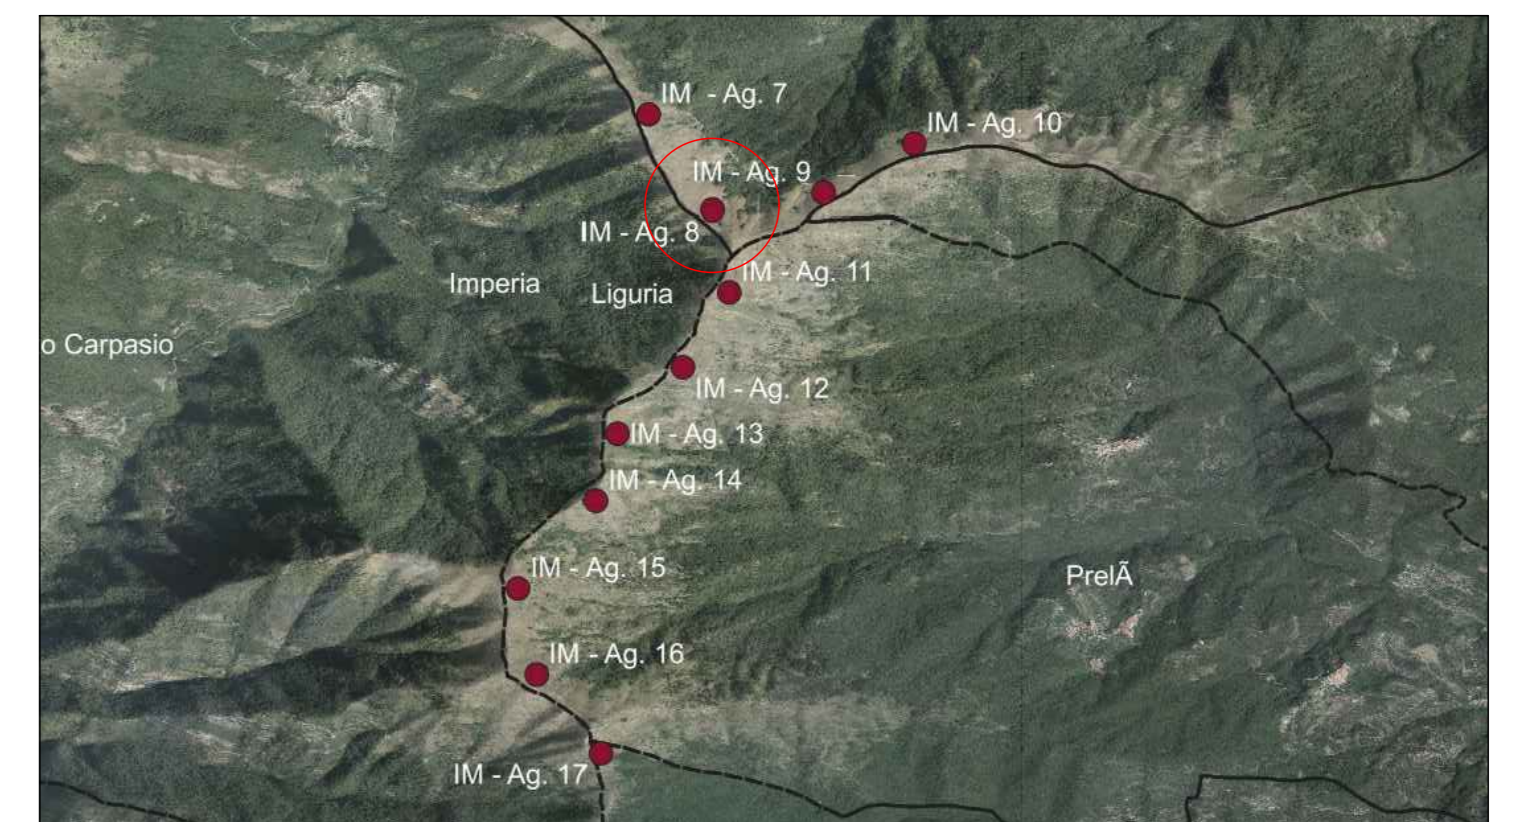 IM - Ag. 7
IM - Ag. 10
IM - Ag. 9
IM - Ag. 8
IM - Ag. 11
Imperia
Liguria
o Carpasio
IM - Ag. 12
IM - Ag. 13
IM - Ag. 14
IM - Ag. 15
PrelÃ
IM - Ag. 16
IM - Ag. 17